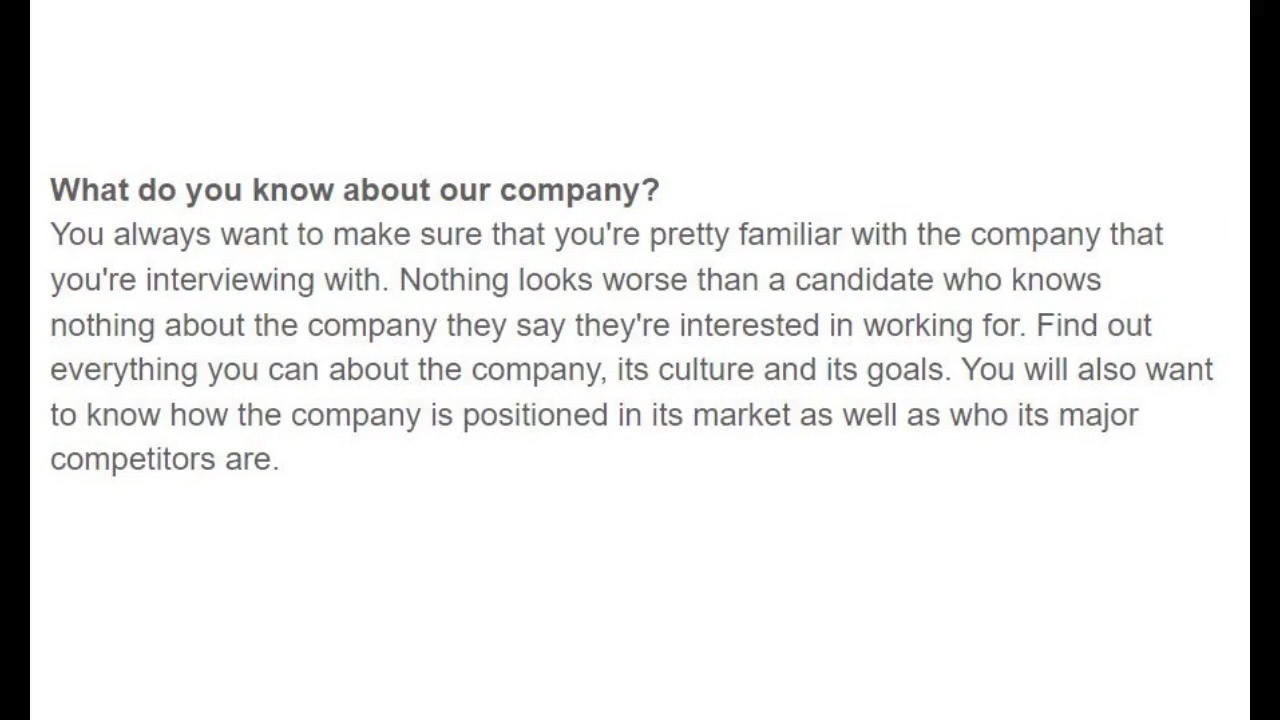 What do you know about our company?
You always want to make sure that you're pretty familiar with the company that
you're interviewing with. Nothing looks worse than a candidate who knows
nothing about the company they say they're interested in working for. Find out
everything you can about the company, its culture and its goals. You will also want
to know how the company is positioned in its market as well as who its major
competitors are.